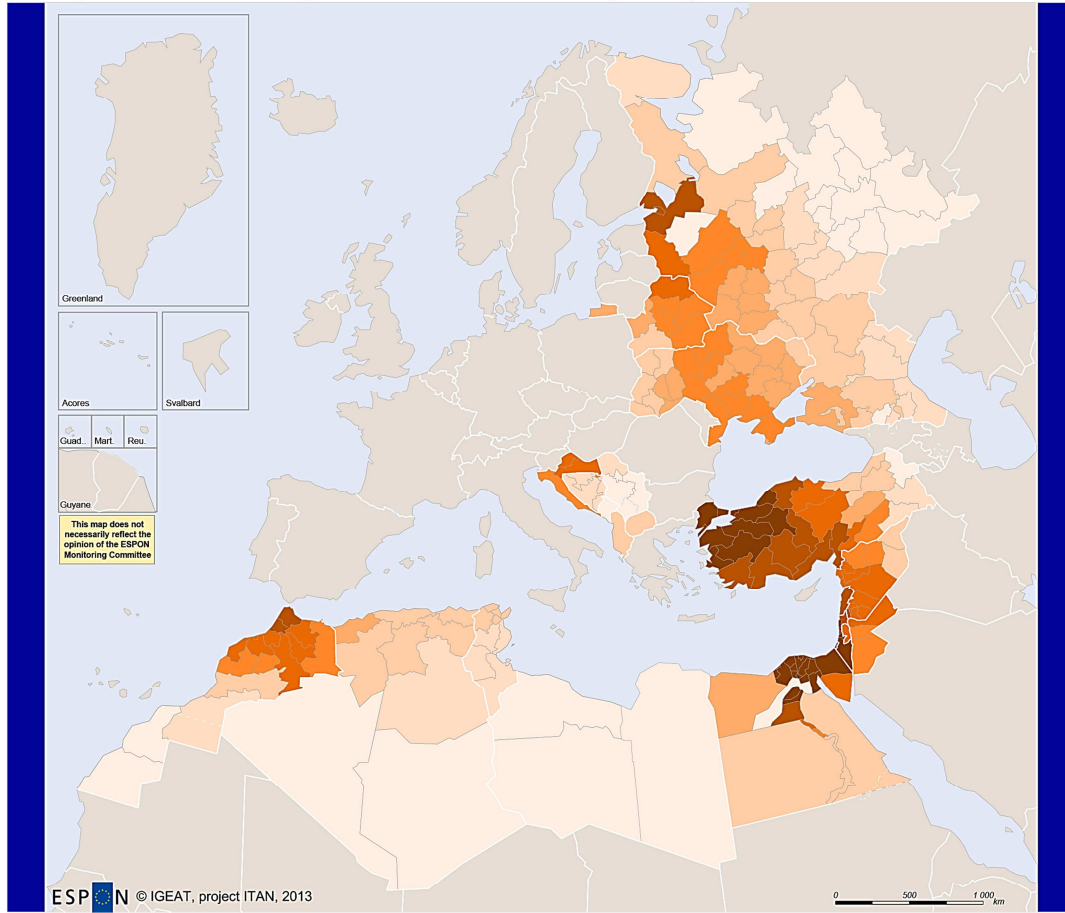 Greenland
Acores
Svalbard
Guad..
Mart.
Reu.
Guyane
This map does not
necessarily reflect the
opinion of the ESPON
Monitoring Committee
ESPON © IGEAT, project ITAN, 2013
0 500 1 000
km